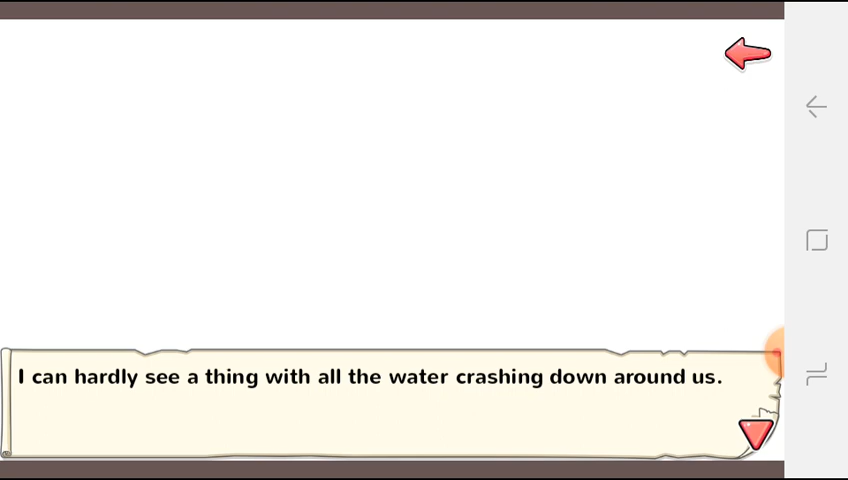 I can hardly see a thing with all the water crashing down around us.